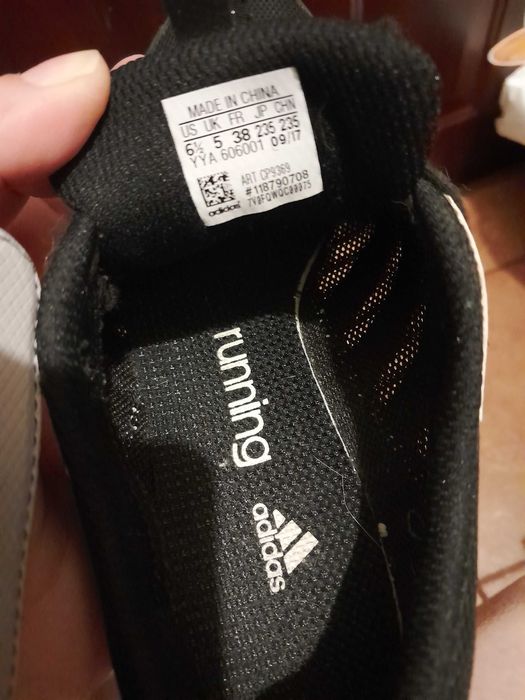 MADE IN CHINA
US UK FR JP CHN
6½ 5 38 235 235
YYA 606001 09/17
ART CP9369
#118790708
7V0FQWQC00075
adidas
running
adidas